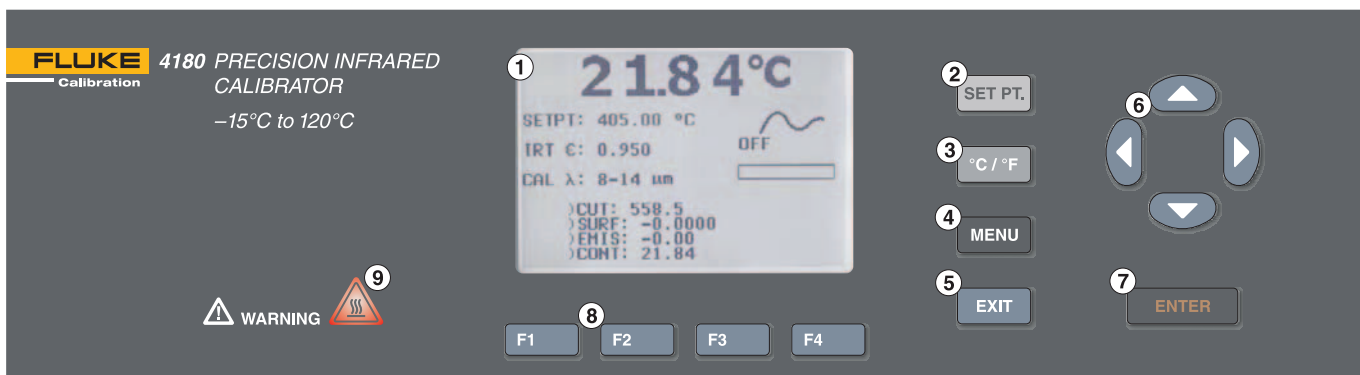 FLUKE
Calibration
4180 PRECISION INFRARED
CALIBRATOR
–15°C to 120°C
1
21.84°C
SETPT: 405.00 °C
IRT ϵ: 0.950
CAL λ: 8-14 um
OFF
)CUT: 558.5
)SURF: -0.0000
)EMIS: -0.00
)CONT: 21.84
2
SET PT.
3
°C / °F
4
MENU
5
EXIT
6
7
ENTER
8
F1 F2 F3 F4
WARNING
9